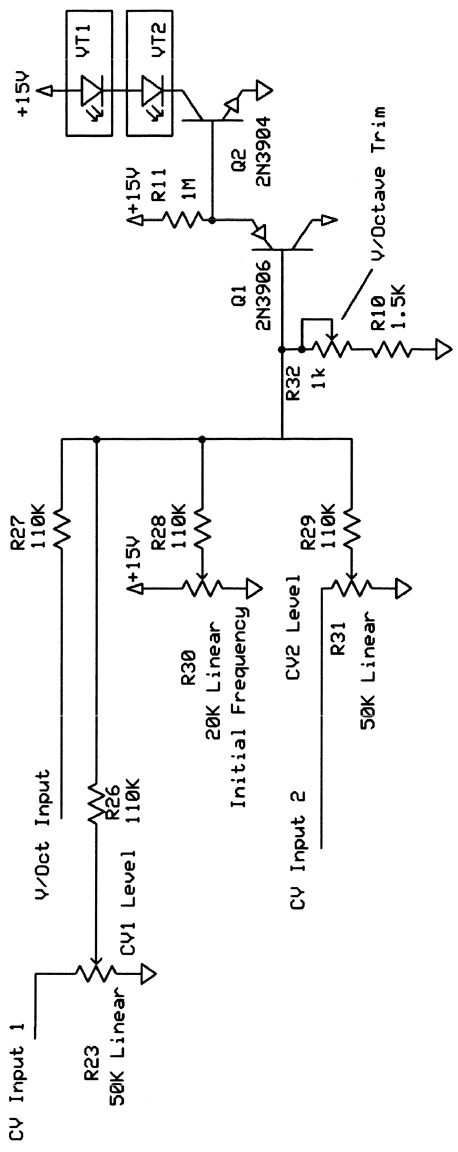 CV Input 1
R23
50K Linear
CV1 Level
V/Oct Input
R26
110K
R27
110K
+15V
R28
110K
R30
20K Linear
Initial Frequency
CV Input 2
CV2 Level
R29
110K
R31
50K Linear
R32
1k
R10
1.5K
V/Octave Trim
Q1
2N3906
+15V
R11
1M
Q2
2N3904
+15V
VT1
VT2